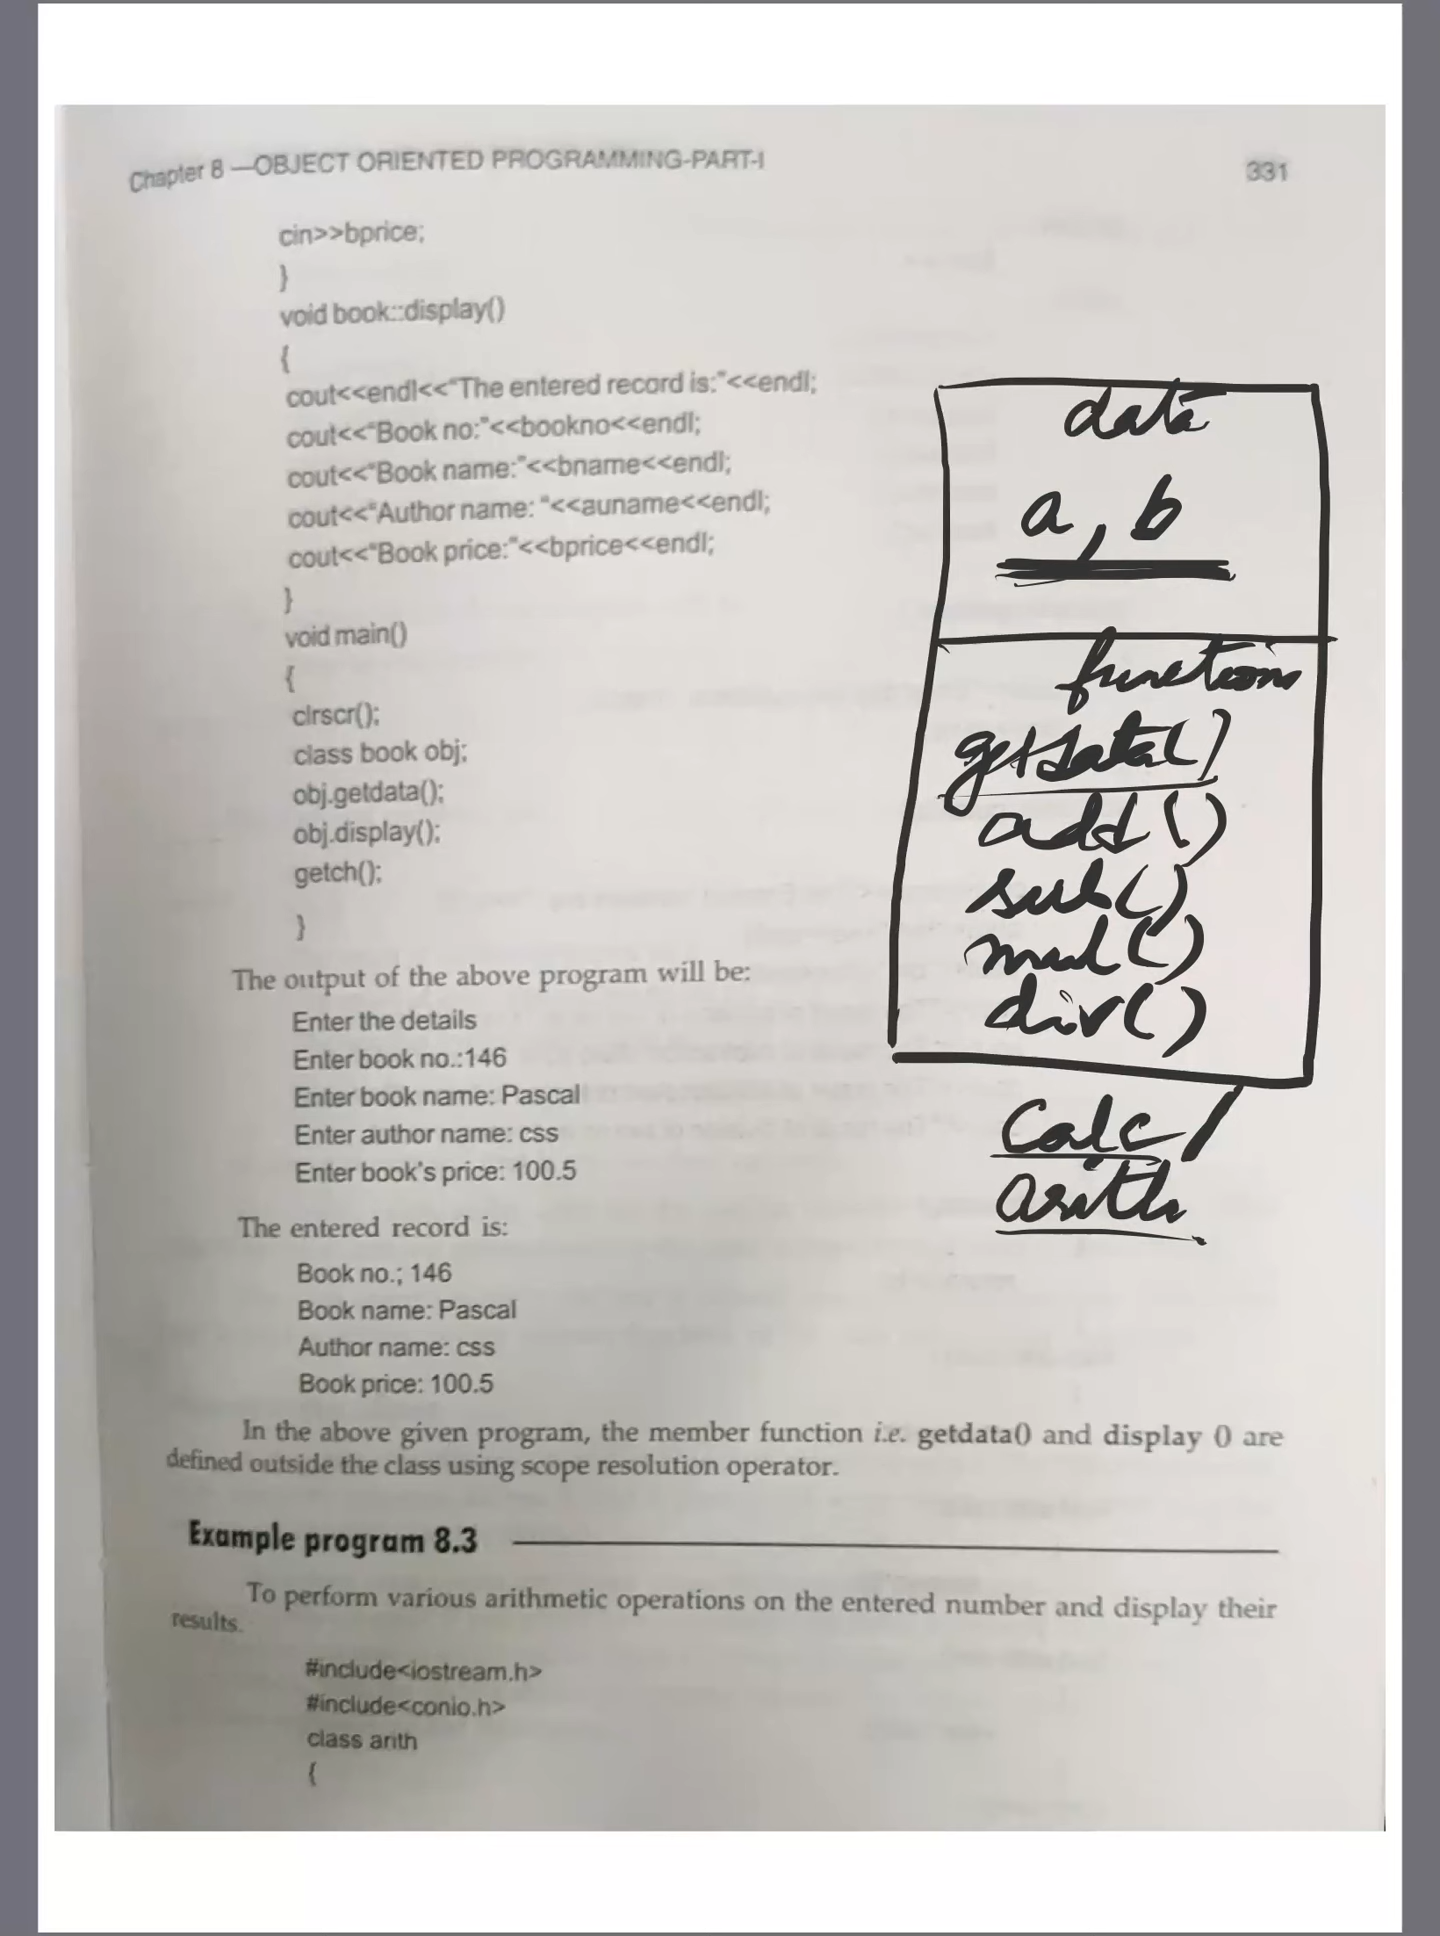 Chapter 8 —OBJECT ORIENTED PROGRAMMING-PART-I
331
cin>>bprice;
}
void book::display()
{
cout<<endl<<"The entered record is:"<<endl;
cout<<"Book no:"<<bookno<<endl;
cout<<"Book name:"<<bname<<endl;
cout<<"Author name: "<<auname<<endl;
cout<<"Book price:"<<bprice<<endl;
}
void main()
{
clrscr();
class book obj;
obj.getdata();
obj.display();
getch();
}
The output of the above program will be:
Enter the details
Enter book no.:146
Enter book name: Pascal
Enter author name: css
Enter book's price: 100.5
The entered record is:
Book no.; 146
Book name: Pascal
Author name: css
Book price: 100.5
In the above given program, the member function i.e. getdata() and display () are
defined outside the class using scope resolution operator.
Example program 8.3
To perform various arithmetic operations on the entered number and display their
results.
#include<iostream.h>
#include<conio.h>
class arith
{
data
a, b
functions
getdata()
add()
sub()
mul()
div()
Calc /
arith